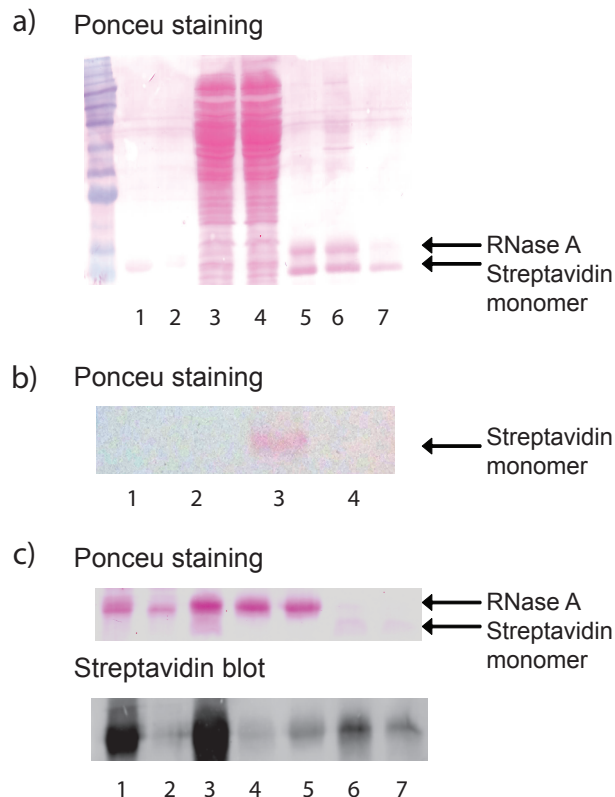 a) Ponceu staining
RNase A
Streptavidin
monomer
1 2 3 4 5 6 7
b) Ponceu staining
Streptavidin
monomer
1 2 3 4
c) Ponceu staining
RNase A
Streptavidin
monomer
Streptavidin blot
1 2 3 4 5 6 7